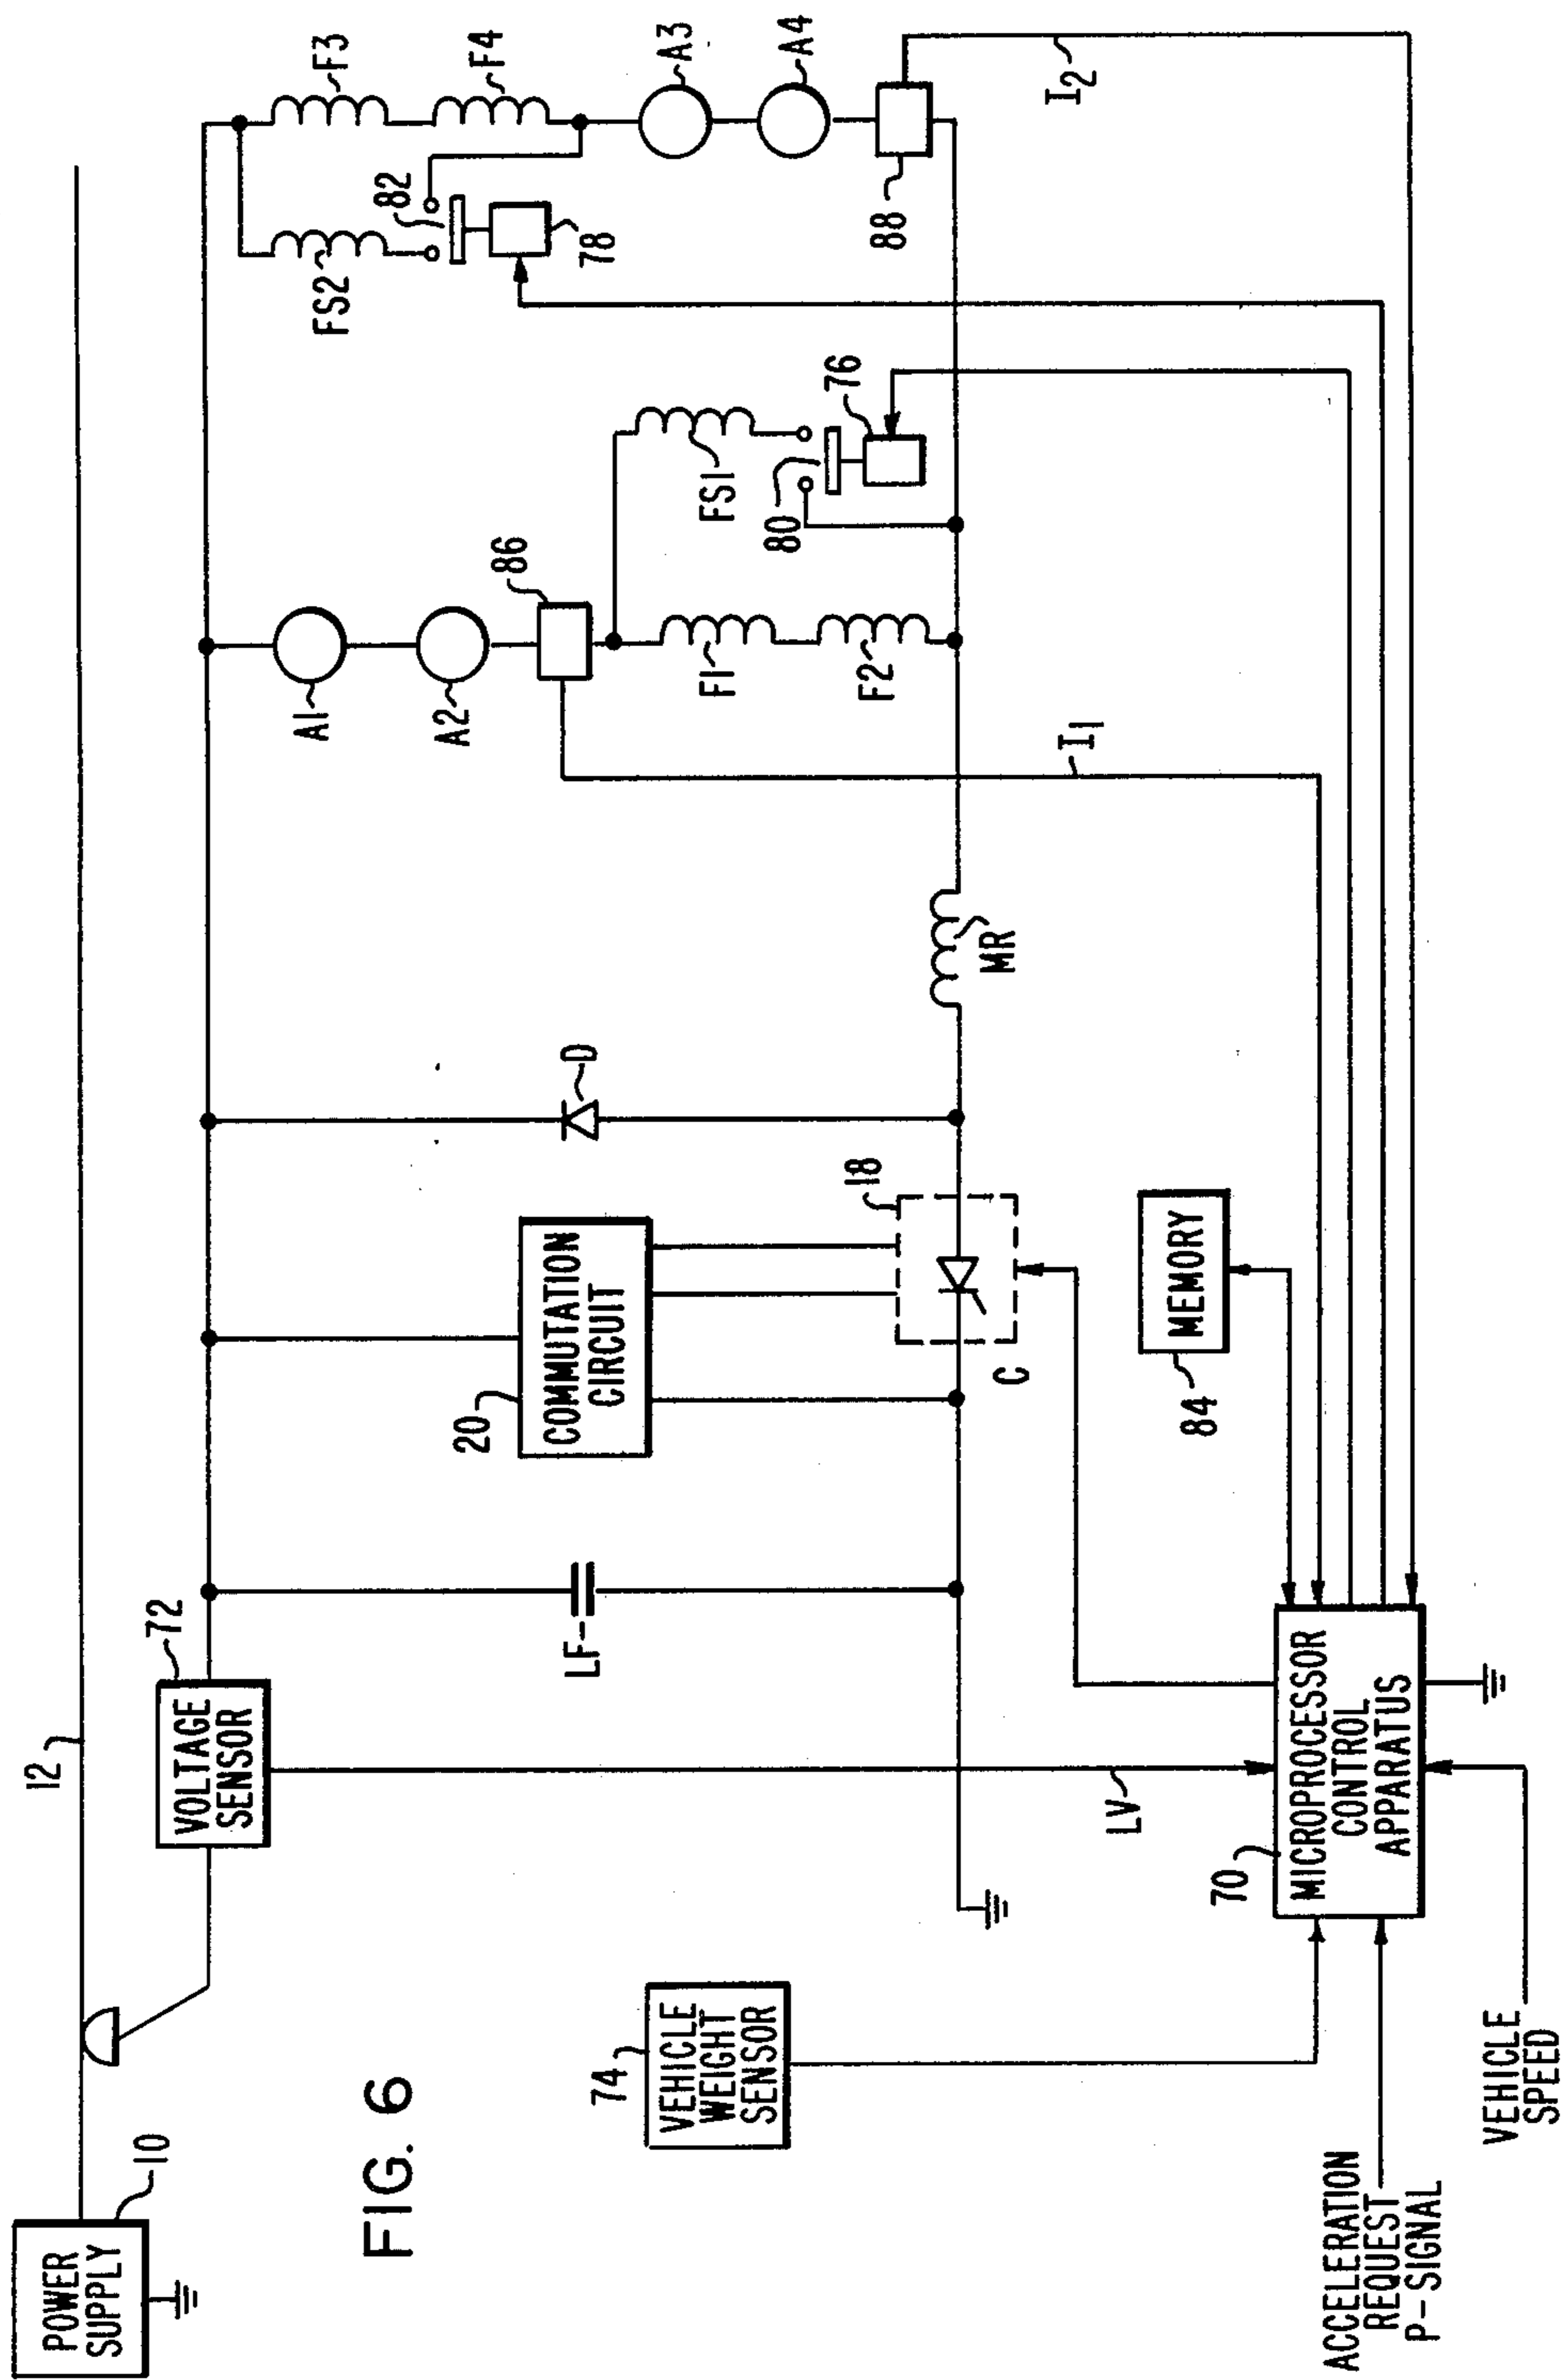 POWER
SUPPLY
10
12
FIG. 6
VOLTAGE
SENSOR
72
LF
LV
COMMUTATION
CIRCUIT
20
18
C
D
MR
A1
A2
86
F1
F2
FS1
80
76
I1
F3
F4
FS2
82
78
A3
A4
88
I2
VEHICLE
WEIGHT
SENSOR
74
MEMORY
84
MICROPROCESSOR
CONTROL
APPARATUS
70
ACCELERATION
REQUEST
P-SIGNAL
VEHICLE
SPEED